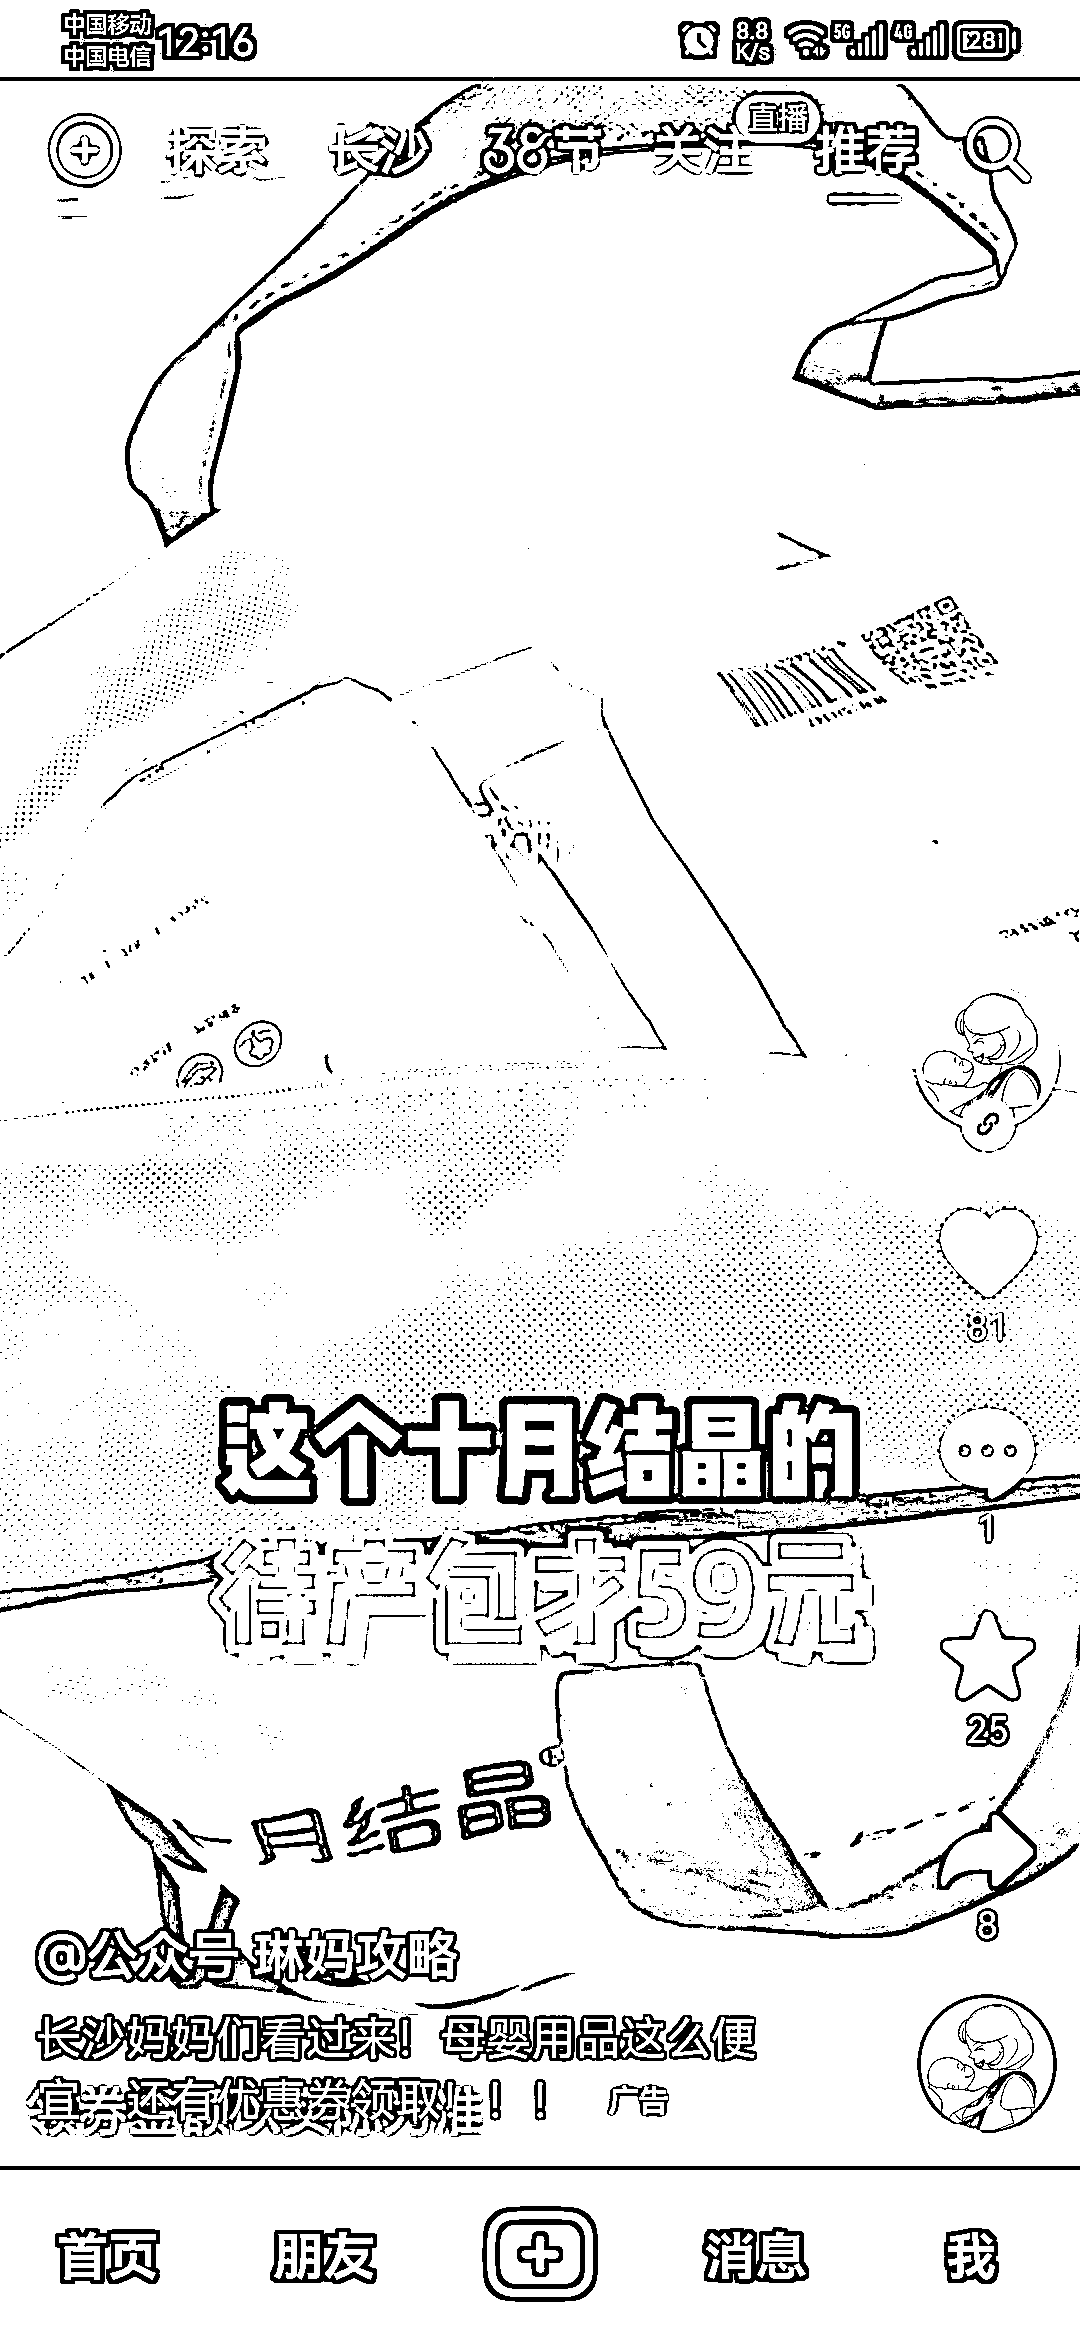 中国移动
中国电信
12:16
8.8
K/s
5G
4G
28
直播
探索
长沙
38节
关注
推荐
81
这个十月结晶的
1
待产包才59元
25
月结晶
8
@公众号 琳妈攻略
长沙妈妈们看过来！母婴用品这么便
宜还有优惠券领取！！！
广告
首页
朋友
消息
我